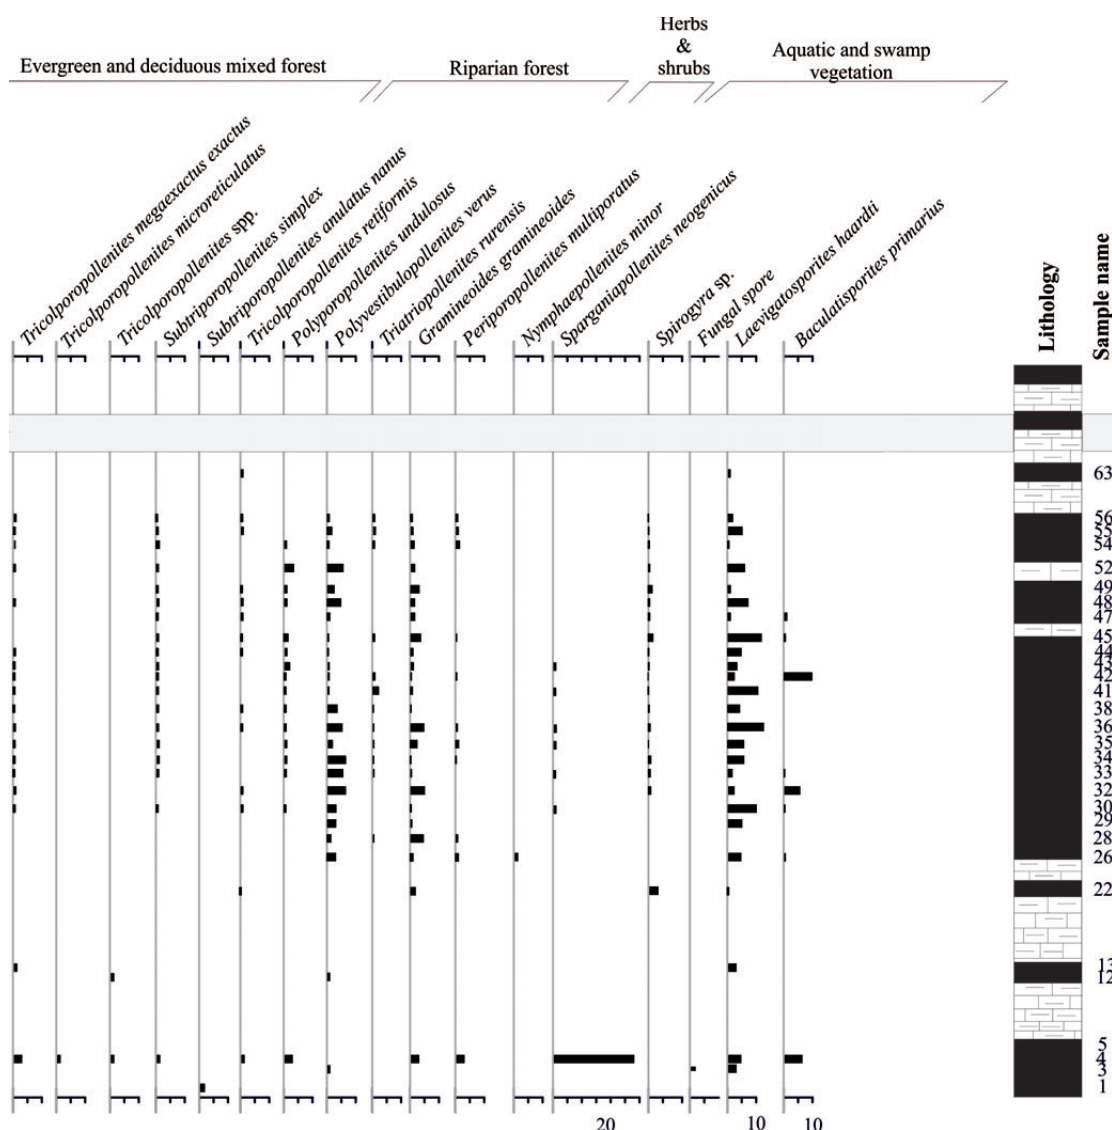 Evergreen and deciduous mixed forest
Riparian forest
Herbs
&
shrubs
Aquatic and swamp
vegetation
Tricolporopollenites megaexactus exactus
Tricolporopollenites microreticulatus
Tricolpopollenites spp.
Subtriporopollenites simplex
Subtriporopollenites anulatus nanus
Tricolporopollenites retiformis
Polyporopollenites undulosus
Polyvestibulopollenites verus
Triatriopollenites rurensis
Gramineoides gramineoides
Periporopollenites multiporatus
Nymphaepollenites minor
Sparganiapollenites neogenicus
Spirogyra sp.
Fungal spore
Laevigatosporites haardti
Baculatisporites primarius
Lithology
Sample name
63
56
55
54
52
49
48
47
45
44
43
42
41
38
36
35
34
33
32
30
29
28
26
22
13
12
5
4
3
1
20
10
10